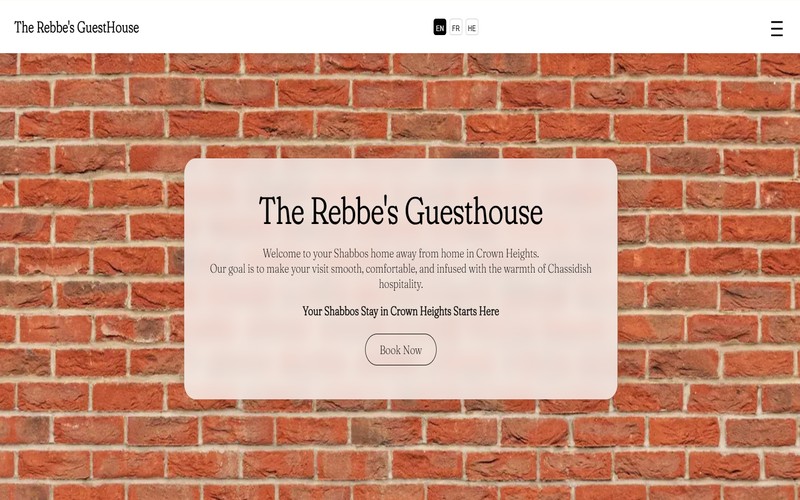 The Rebbe's GuestHouse
EN FR HE
The Rebbe's Guesthouse
Welcome to your Shabbos home away from home in Crown Heights.
Our goal is to make your visit smooth, comfortable, and infused with the warmth of Chassidish
hospitality.
Your Shabbos Stay in Crown Heights Starts Here
Book Now